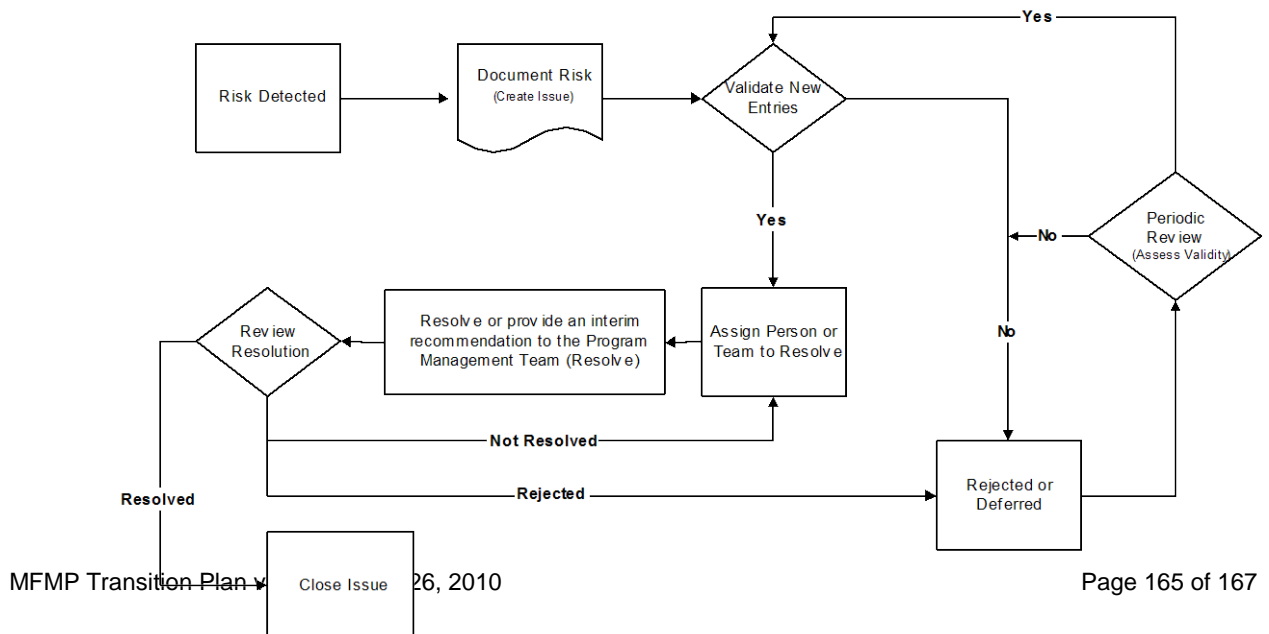 Yes
Risk Detected
Document Risk
(Create Issue)
Validate New
Entries
Yes
No
Periodic
Review
(Assess Validity)
Review
Resolution
Resolve or provide an interim
recommendation to the Program
Management Team (Resolve)
Assign Person or
Team to Resolve
No
Not Resolved
Resolved
Rejected
Rejected or
Deferred
Close Issue
MFMP Transition Plan 26, 2010
Page 165 of 167